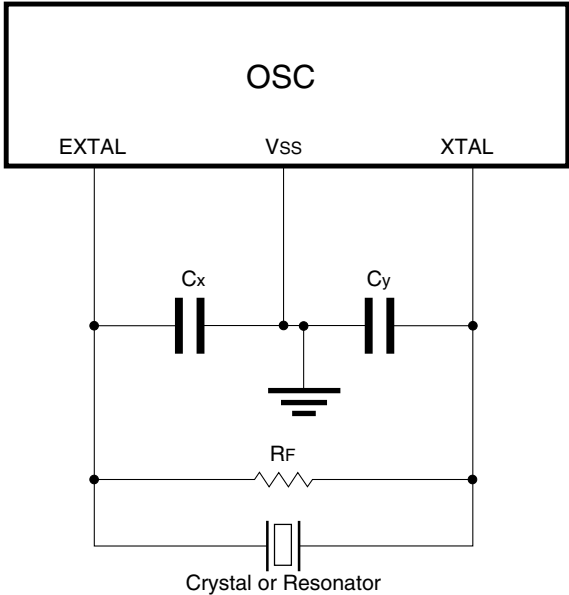 OSC
EXTAL VSS XTAL
Cx Cy
RF
Crystal or Resonator